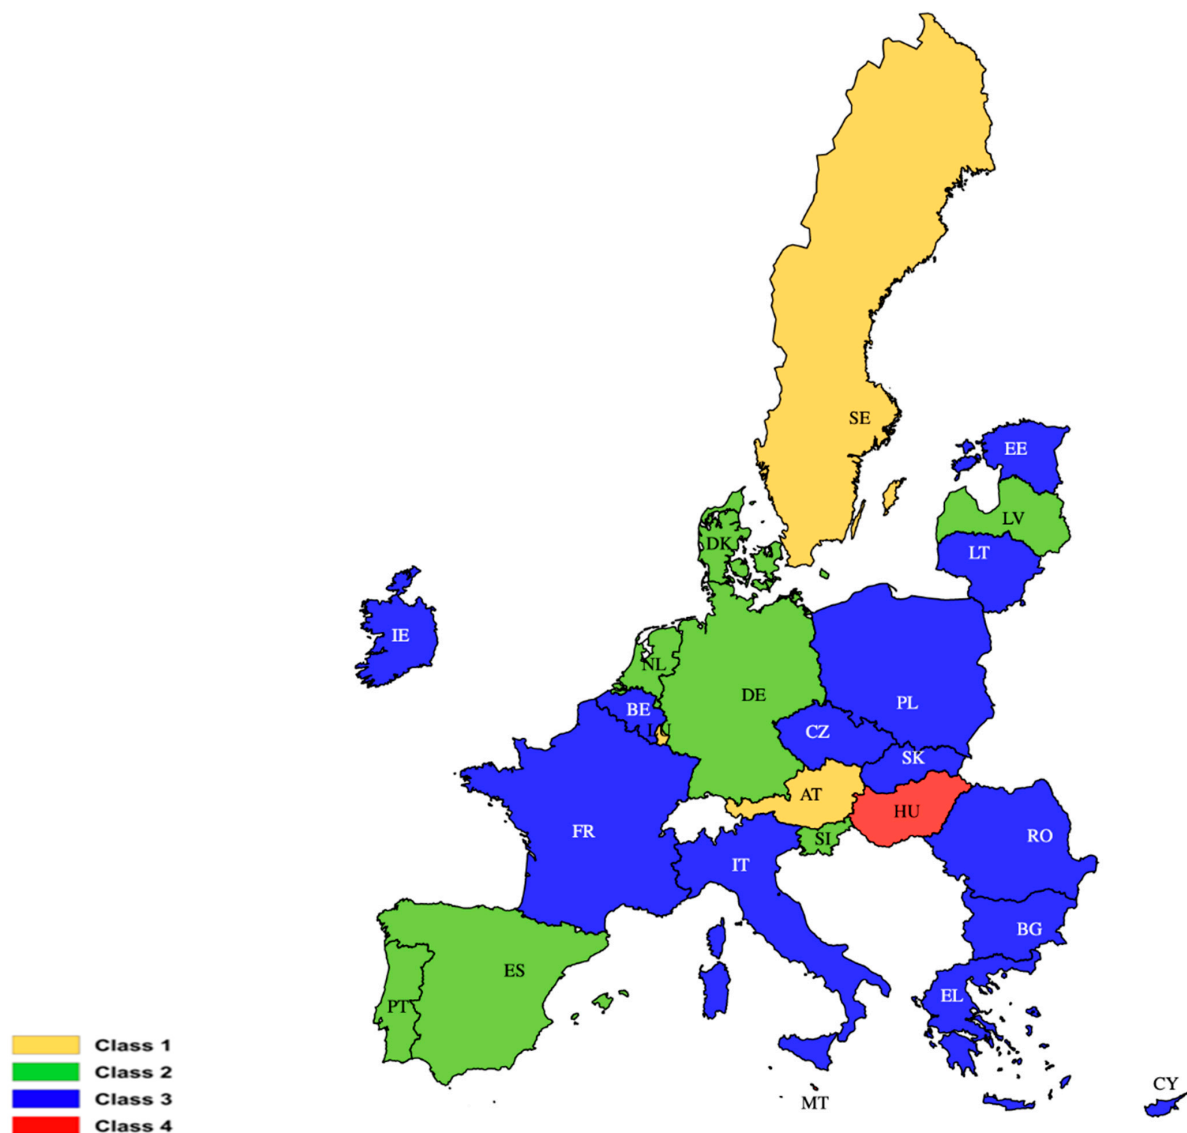 SE
EE
LV
DK
LT
IE
NL
DE
BE
PL
LU
CZ
SK
AT
HU
FR
SI
RO
IT
BG
ES
EL
PT
Class 1
Class 2
CY
Class 3
MT
Class 4